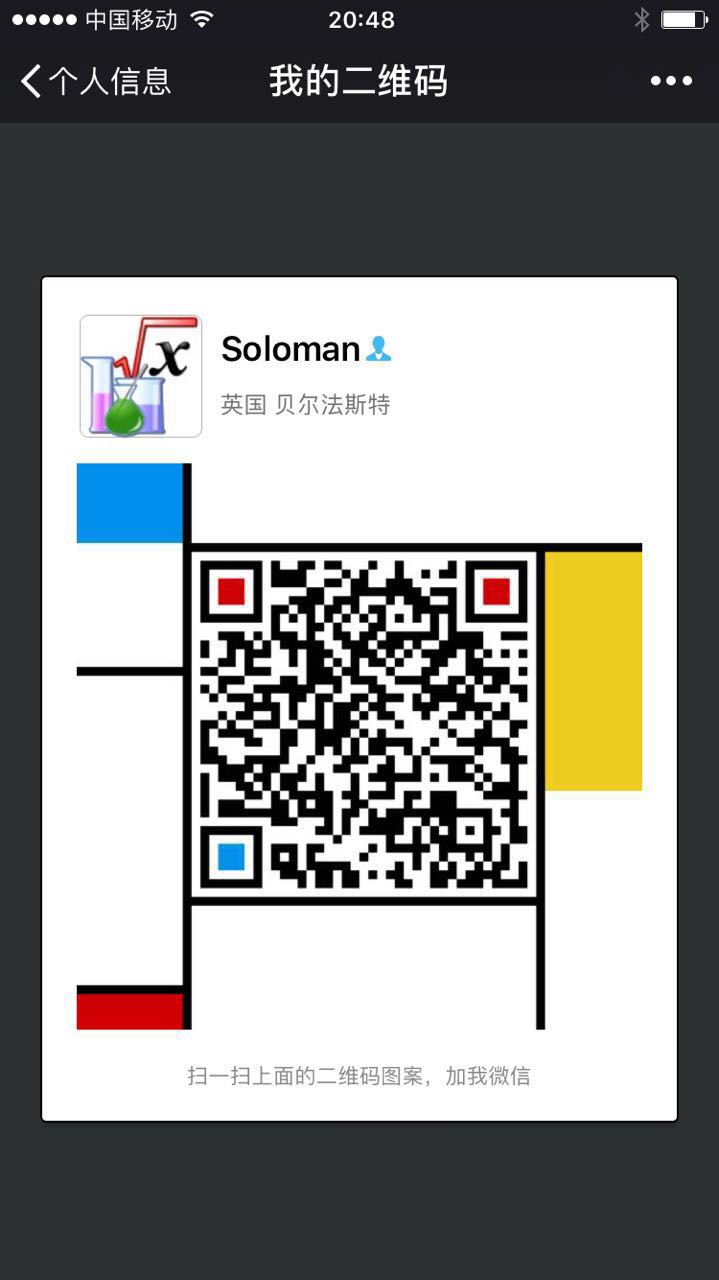 中国移动 20:48
个人信息 我的二维码
x
Soloman
英国 贝尔法斯特
扫一扫上面的二维码图案，加我微信